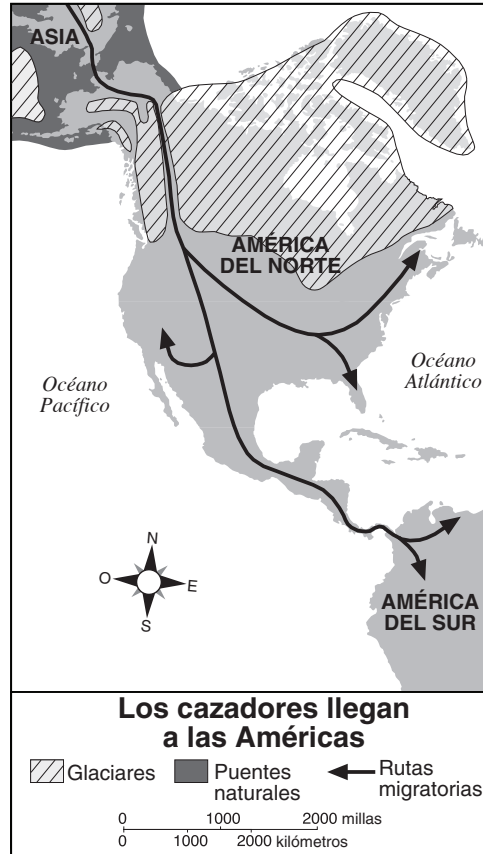 ASIA
AMÉRICA
DEL NORTE
Océano
Pacífico
Océano
Atlántico
N
O
E
S
AMÉRICA
DEL SUR
Los cazadores llegan
a las Américas
Glaciares
Puentes
naturales
Rutas
migratorias
0 1000 2000 millas
0 1000 2000 kilómetros